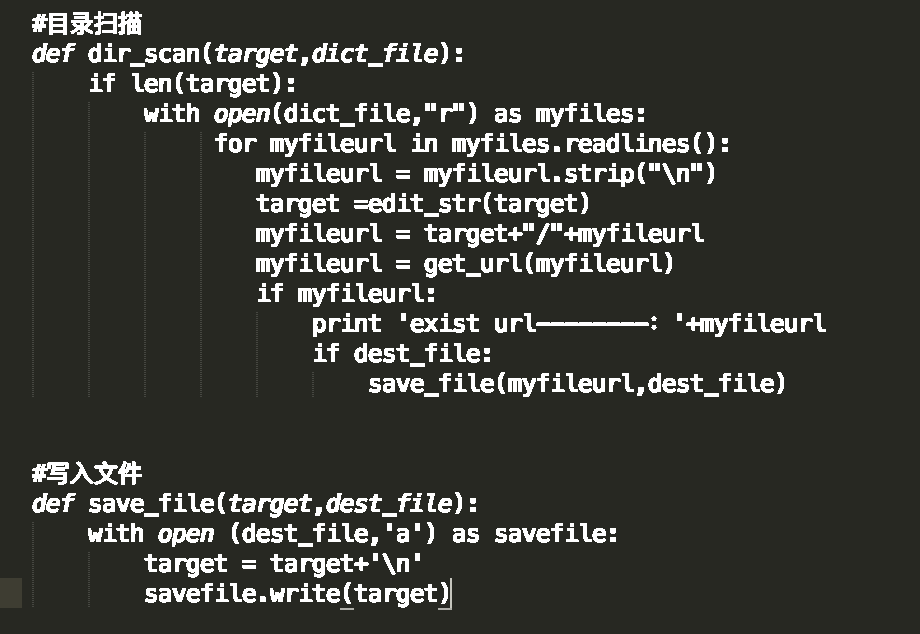 #目录扫描
def dir_scan(target,dict_file):
    if len(target):
        with open(dict_file,"r") as myfiles:
             for myfileurl in myfiles.readlines():
                myfileurl = myfileurl.strip("\n")
                target =edit_str(target)
                myfileurl = target+"/"+myfileurl
                myfileurl = get_url(myfileurl)
                if myfileurl:
                    print 'exist url--------: '+myfileurl
                    if dest_file:
                        save_file(myfileurl,dest_file)
#写入文件
def save_file(target,dest_file):
    with open (dest_file,'a') as savefile:
        target = target+'\n'
        savefile.write(target)